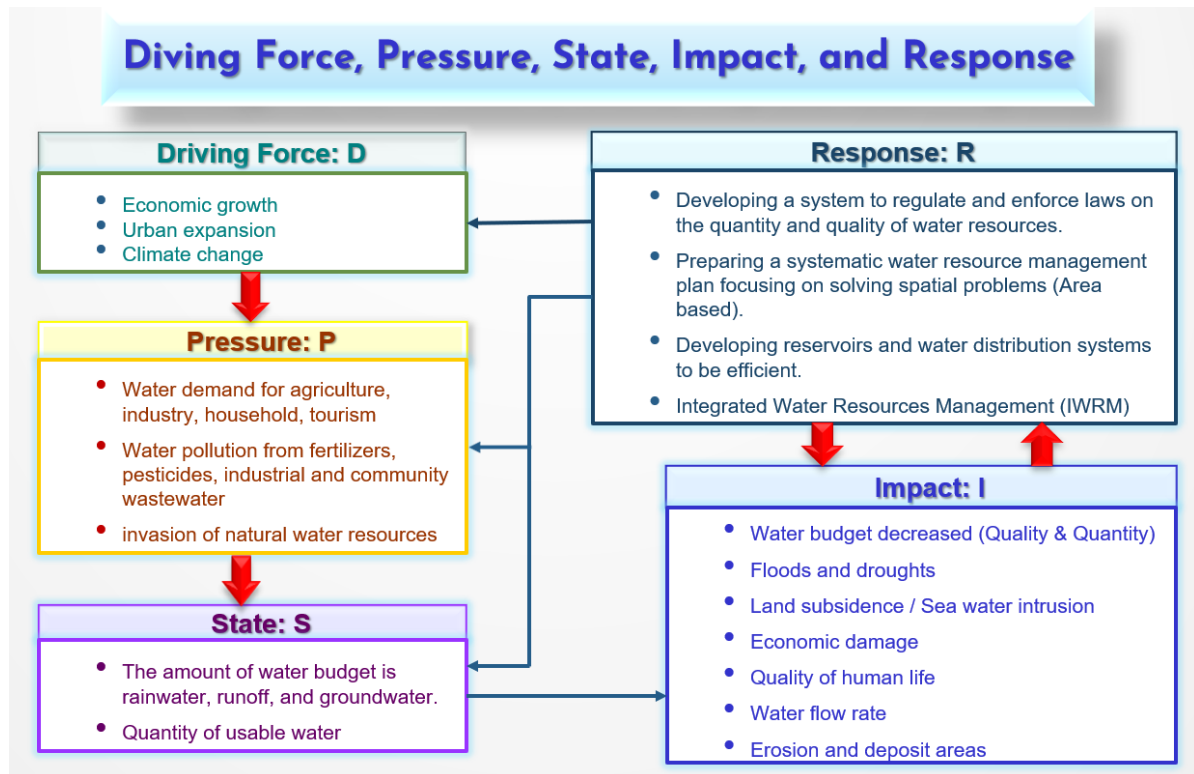 Diving Force, Pressure, State, Impact, and Response
Driving Force: D
• Economic growth
• Urban expansion
• Climate change
Pressure: P
• Water demand for agriculture,
industry, household, tourism
• Water pollution from fertilizers,
pesticides, industrial and community
wastewater
• invasion of natural water resources
State: S
• The amount of water budget is
rainwater, runoff, and groundwater.
• Quantity of usable water
Response: R
• Developing a system to regulate and enforce laws on
the quantity and quality of water resources.
• Preparing a systematic water resource management
plan focusing on solving spatial problems (Area
based).
• Developing reservoirs and water distribution systems
to be efficient.
• Integrated Water Resources Management (IWRM)
Impact: I
• Water budget decreased (Quality & Quantity)
• Floods and droughts
• Land subsidence / Sea water intrusion
• Economic damage
• Quality of human life
• Water flow rate
• Erosion and deposit areas